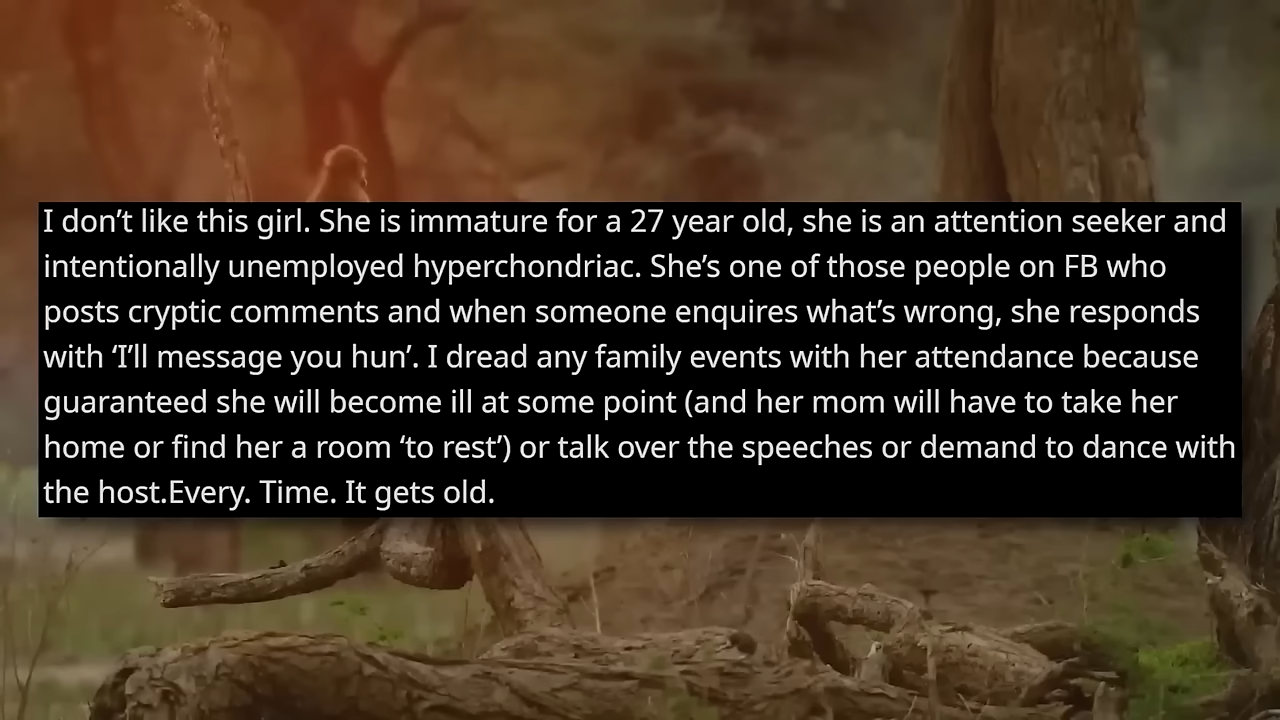 I don’t like this girl. She is immature for a 27 year old, she is an attention seeker and
intentionally unemployed hyperchondriac. She’s one of those people on FB who
posts cryptic comments and when someone enquires what’s wrong, she responds
with ‘I’ll message you hun’. I dread any family events with her attendance because
guaranteed she will become ill at some point (and her mom will have to take her
home or find her a room ‘to rest’) or talk over the speeches or demand to dance with
the host.Every. Time. It gets old.